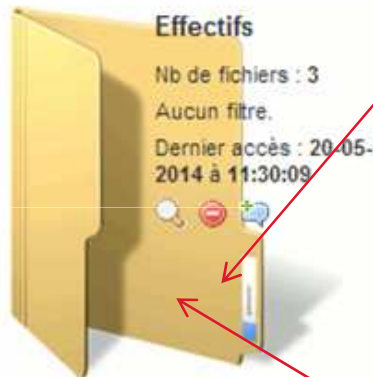 Effectifs
Nb de fichiers : 3
Aucun filtre.
Dernier accès : 20-05-
2014 à 11:30:09